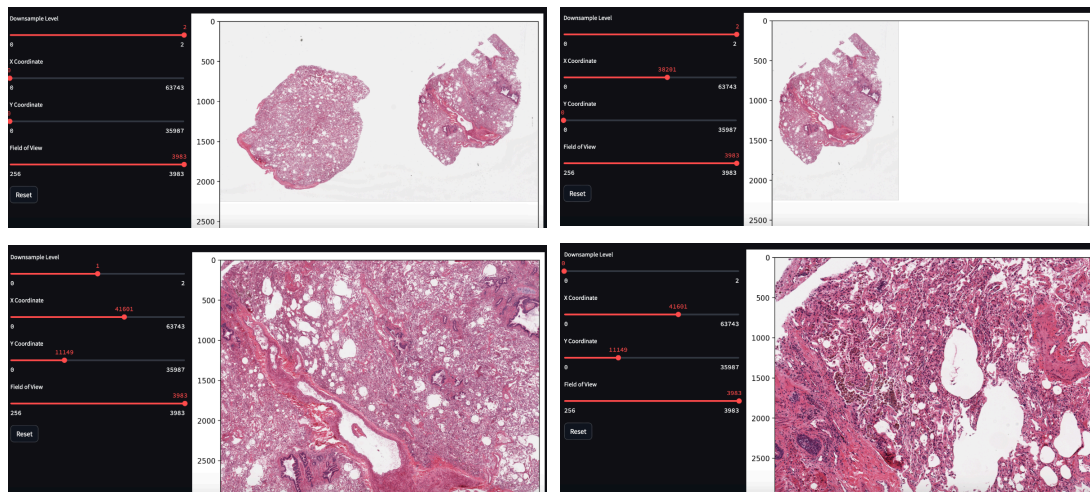 Downsample Level
2
0 2
X Coordinate
0
0 63743
Y Coordinate
0
0 35987
Field of View
3983
256 3983
Reset
0
500
1000
1500
2000
2500
Downsample Level
2
0 2
X Coordinate
38201
0 63743
Y Coordinate
0
0 35987
Field of View
3983
256 3983
Reset
0
500
1000
1500
2000
2500
Downsample Level
1
0 2
X Coordinate
41601
0 63743
Y Coordinate
11149
0 35987
Field of View
3983
256 3983
Reset
0
500
1000
1500
2000
2500
Downsample Level
0
0 2
X Coordinate
41601
0 63743
Y Coordinate
11149
0 35987
Field of View
3983
256 3983
Reset
0
500
1000
1500
2000
2500